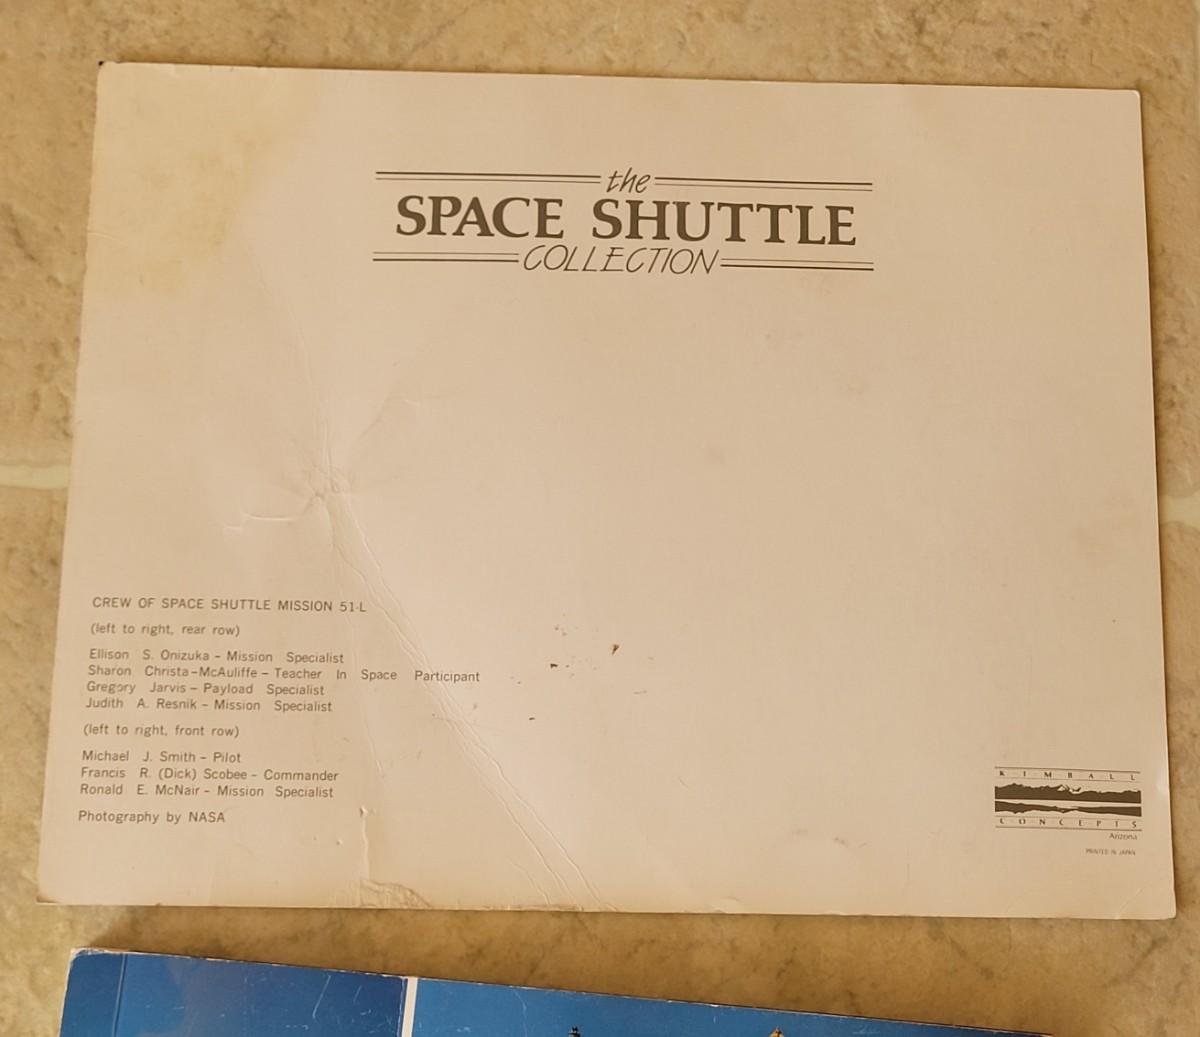 the
SPACE SHUTTLE
COLLECTION
CREW OF SPACE SHUTTLE MISSION 51-L
(left to right, rear row)
Ellison S. Onizuka - Mission Specialist
Sharon Christa-McAuliffe - Teacher In Space Participant
Gregory Jarvis - Payload Specialist
Judith A. Resnik - Mission Specialist
(left to right, front row)
Michael J. Smith - Pilot
Francis R. (Dick) Scobee - Commander
Ronald E. McNair - Mission Specialist
Photography by NASA
KIMBALL
CONCEPTS
Arizona
PRINTED IN JAPAN